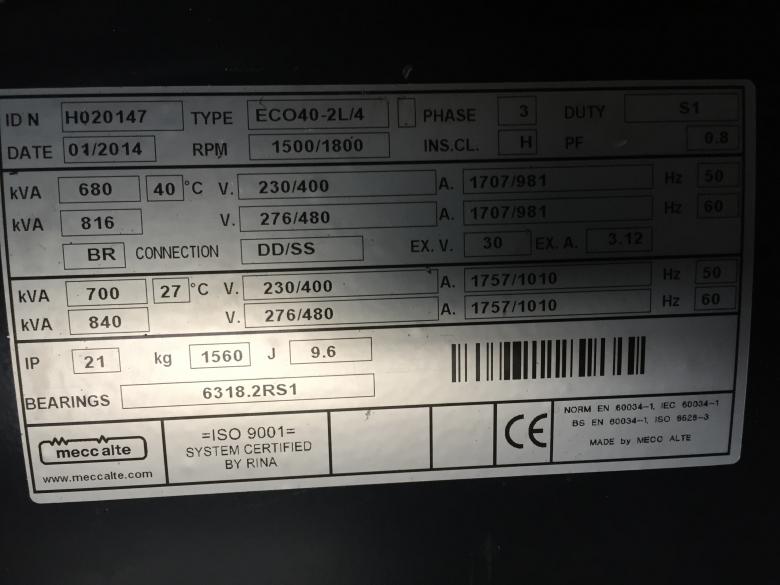 ID N H020147 TYPE ECO40-2L/4 PHASE 3 DUTY S1
DATE 01/2014 RPM 1500/1800 INS.CL. H PF 0.8
kVA 680 40 °C V. 230/400 A. 1707/981 Hz 50
kVA 816 V. 276/480 A. 1707/981 Hz 60
BR CONNECTION DD/SS EX. V. 30 EX. A. 3.12
kVA 700 27 °C V. 230/400 A. 1757/1010 Hz 50
kVA 840 V. 276/480 A. 1757/1010 Hz 60
IP 21 kg 1560 J 9.6
BEARINGS 6318.2RS1
meccalte
www.meccalte.com
=ISO 9001=
SYSTEM CERTIFIED
BY RINA
CE
NORM EN 60034-1, IEC 60034-1
BS EN 60034-1, ISO 8528-3
MADE by MECC ALTE